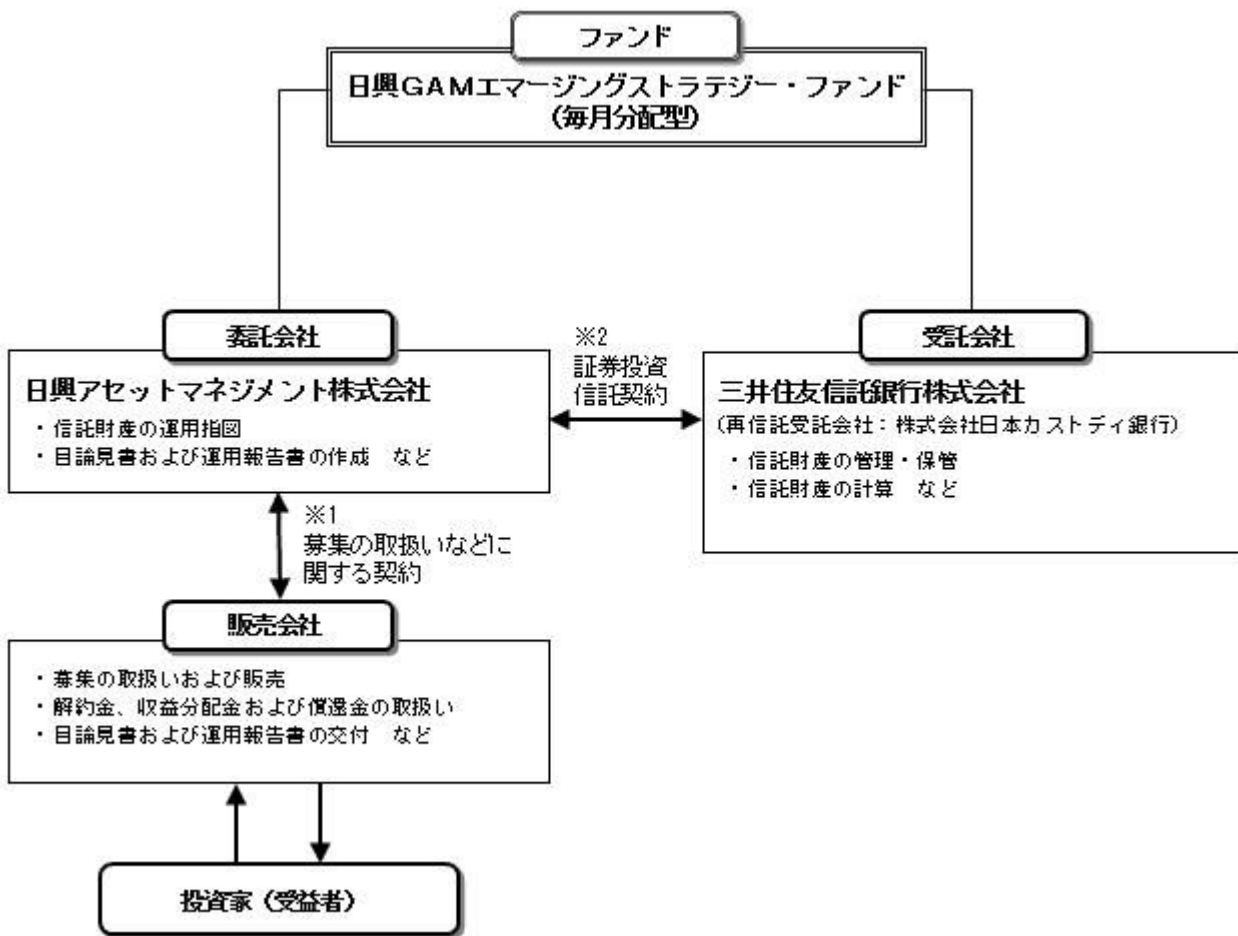 ファンド
日興GAMエマージングストラテジー・ファンド
（毎月分配型）
委託会社
日興アセットマネジメント株式会社
・信託財産の運用指図
・目論見書および運用報告書の作成　など
※2
証券投資
信託契約
受託会社
三井住友信託銀行株式会社
（再信託受託会社：株式会社日本カストディ銀行）
・信託財産の管理・保管
・信託財産の計算　など
※1
募集の取扱いなどに
関する契約
販売会社
・募集の取扱いおよび販売
・解約金、収益分配金および償還金の取扱い
・目論見書および運用報告書の交付　など
投資家（受益者）